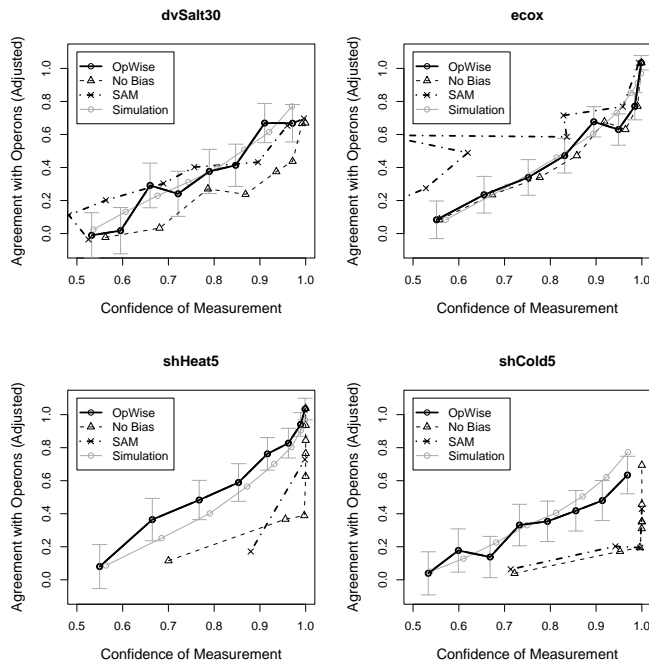 dvSalt30
Agreement with Operons (Adjusted)
0.0 0.2 0.4 0.6 0.8 1.0
OpWise
No Bias
SAM
Simulation
0.5 0.6 0.7 0.8 0.9 1.0
Confidence of Measurement
ecox
Agreement with Operons (Adjusted)
0.0 0.2 0.4 0.6 0.8 1.0
OpWise
No Bias
SAM
Simulation
0.5 0.6 0.7 0.8 0.9 1.0
Confidence of Measurement
shHeat5
Agreement with Operons (Adjusted)
0.0 0.2 0.4 0.6 0.8 1.0
OpWise
No Bias
SAM
Simulation
0.5 0.6 0.7 0.8 0.9 1.0
Confidence of Measurement
shCold5
Agreement with Operons (Adjusted)
0.0 0.2 0.4 0.6 0.8 1.0
OpWise
No Bias
SAM
Simulation
0.5 0.6 0.7 0.8 0.9 1.0
Confidence of Measurement